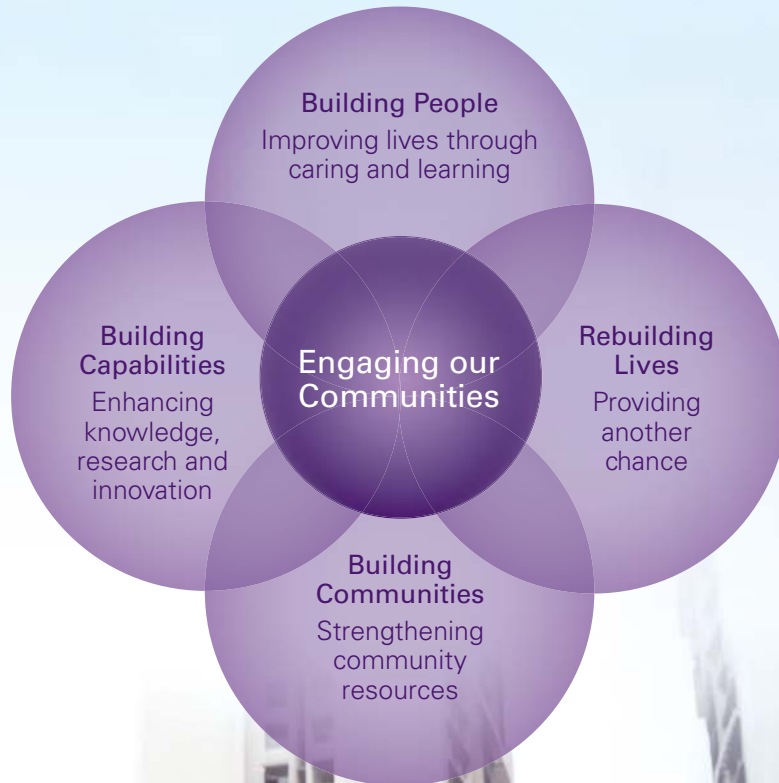 Building People
Improving lives through
caring and learning
Building
Capabilities
Enhancing
knowledge,
research and
innovation
Engaging our
Communities
Rebuilding
Lives
Providing
another
chance
Building
Communities
Strengthening
community
resources